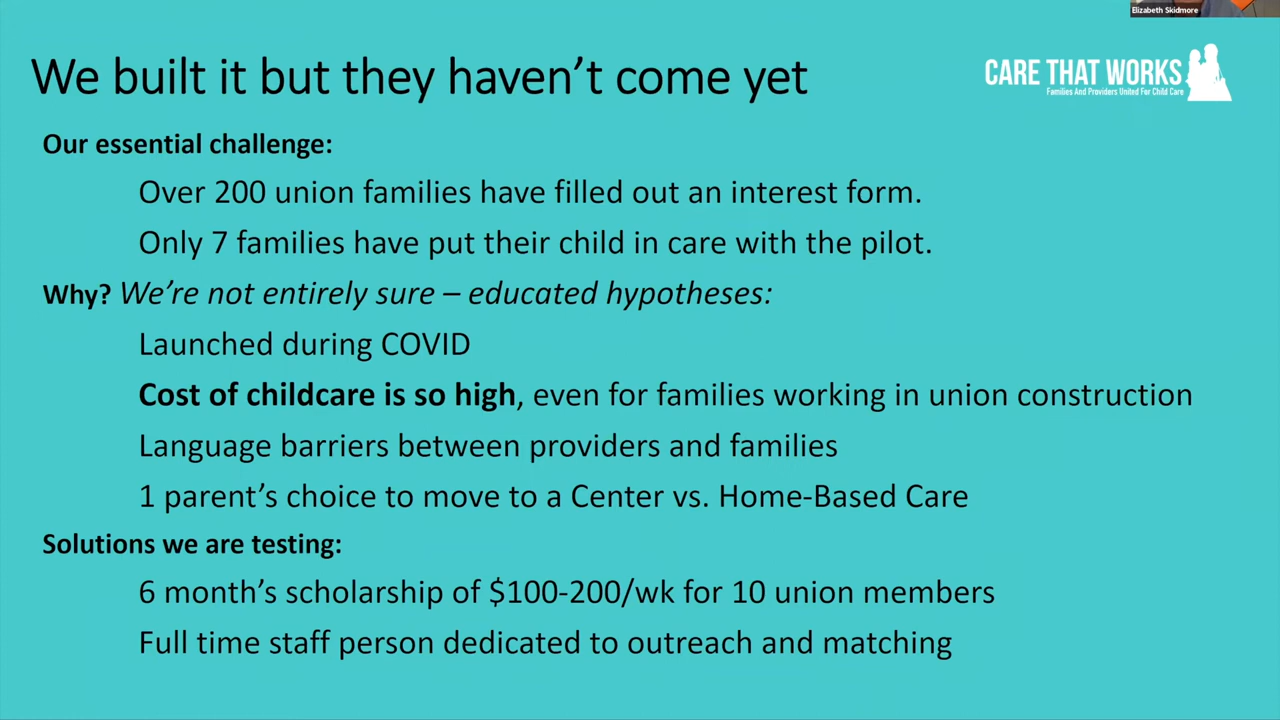 Elizabeth Skidmore
We built it but they haven’t come yet
CARE THAT WORKS
Families And Providers United For Child Care
Our essential challenge:
Over 200 union families have filled out an interest form.
Only 7 families have put their child in care with the pilot.
Why? We’re not entirely sure – educated hypotheses:
Launched during COVID
Cost of childcare is so high, even for families working in union construction
Language barriers between providers and families
1 parent’s choice to move to a Center vs. Home-Based Care
Solutions we are testing:
6 month’s scholarship of $100-200/wk for 10 union members
Full time staff person dedicated to outreach and matching